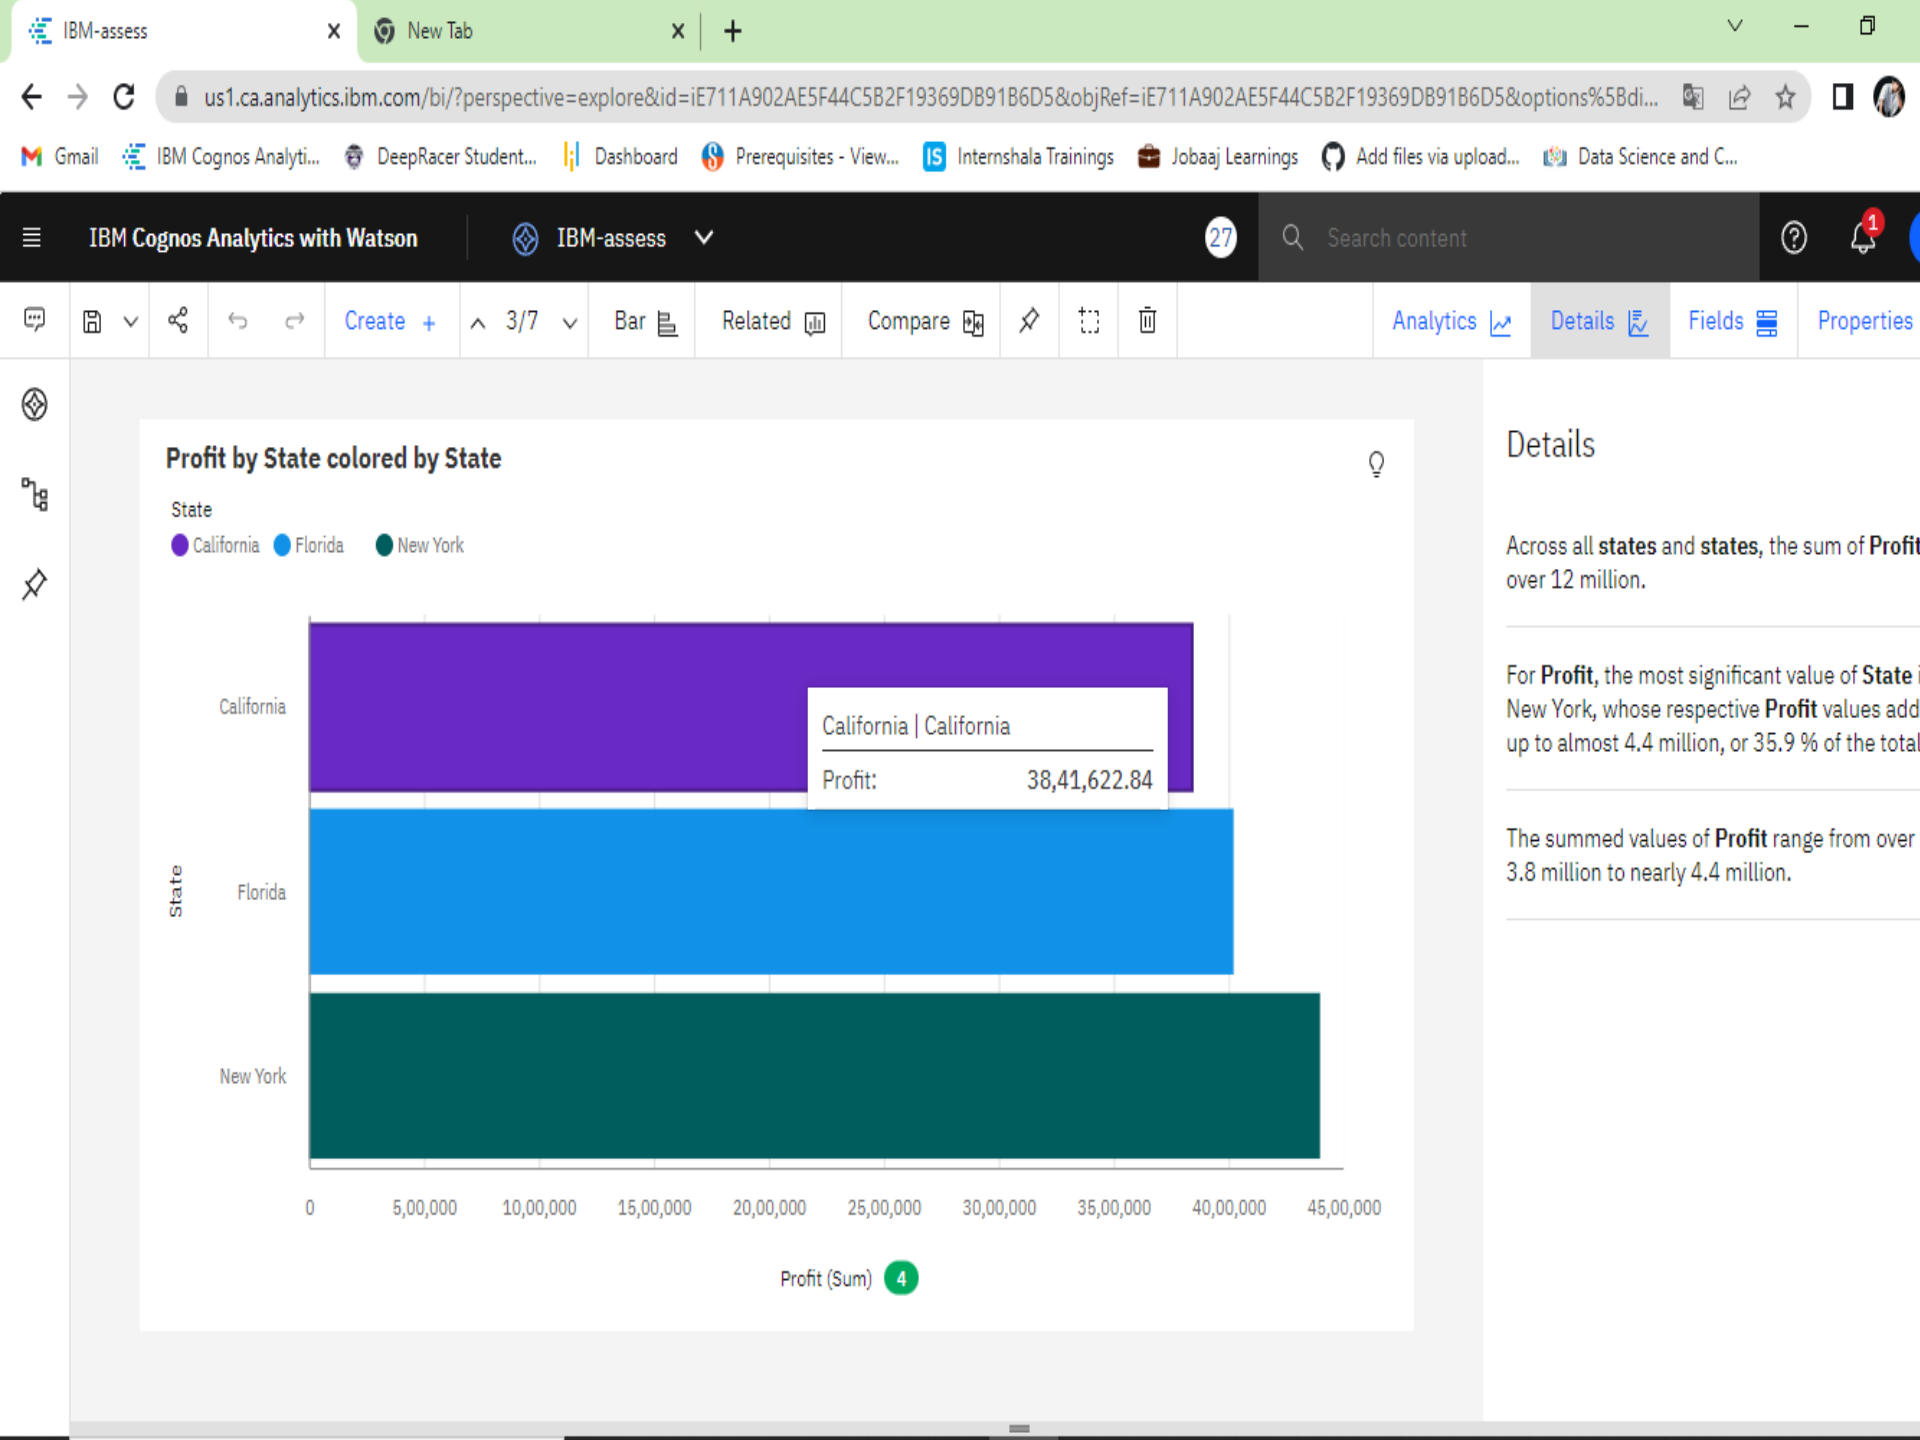 IBM-assess
New Tab
us1.ca.analytics.ibm.com/bi/?perspective=explore&id=iE711A902AE5F44C5B2F19369DB91B6D5&objRef=iE711A902AE5F44C5B2F19369DB91B6D5&options%5Bdi...
Gmail IBM Cognos Analyti... DeepRacer Student... Dashboard Prerequisites - View... IS Internshala Trainings Jobaaj Learnings Add files via upload... Data Science and C...
IBM Cognos Analytics with Watson IBM-assess 27 Search content 1
Create + 3/7 Bar Related Compare Analytics Details Fields Properties
Profit by State colored by State
State
California Florida New York
California
Florida
New York
State
California | California
Profit: 38,41,622.84
0 5,00,000 10,00,000 15,00,000 20,00,000 25,00,000 30,00,000 35,00,000 40,00,000 45,00,000
Profit (Sum) 4
Details
Across all states and states, the sum of Profit
over 12 million.
For Profit, the most significant value of State i
New York, whose respective Profit values add
up to almost 4.4 million, or 35.9 % of the total
The summed values of Profit range from over
3.8 million to nearly 4.4 million.